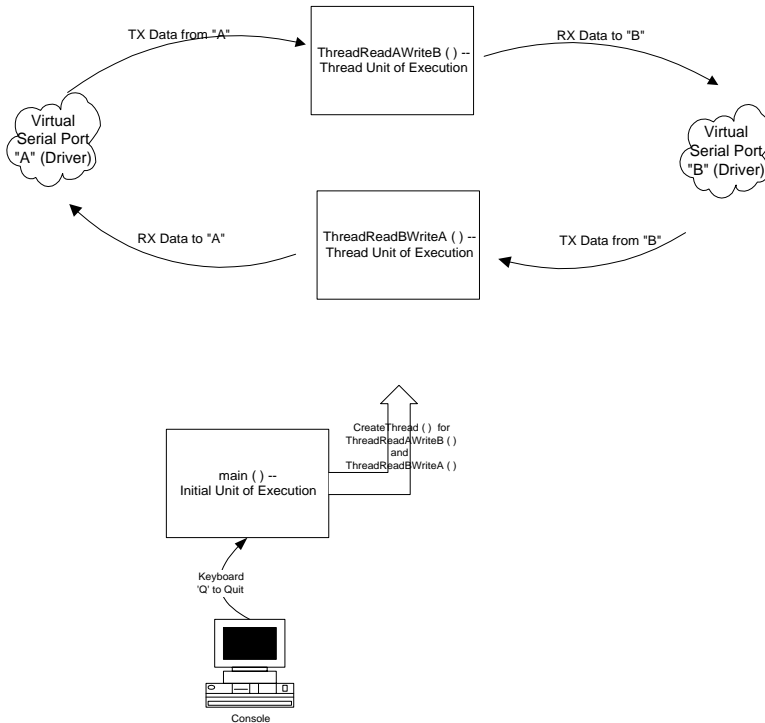 TX Data from "A"
ThreadReadAWriteB ( ) --
Thread Unit of Execution
RX Data to "B"
Virtual
Serial Port
"A" (Driver)
Virtual
Serial Port
"B" (Driver)
RX Data to "A"
ThreadReadBWriteA ( ) --
Thread Unit of Execution
TX Data from "B"
CreateThread ( ) for
ThreadReadAWriteB ( )
and
ThreadReadBWriteA ( )
main ( ) --
Initial Unit of Execution
Keyboard
'Q' to Quit
Console